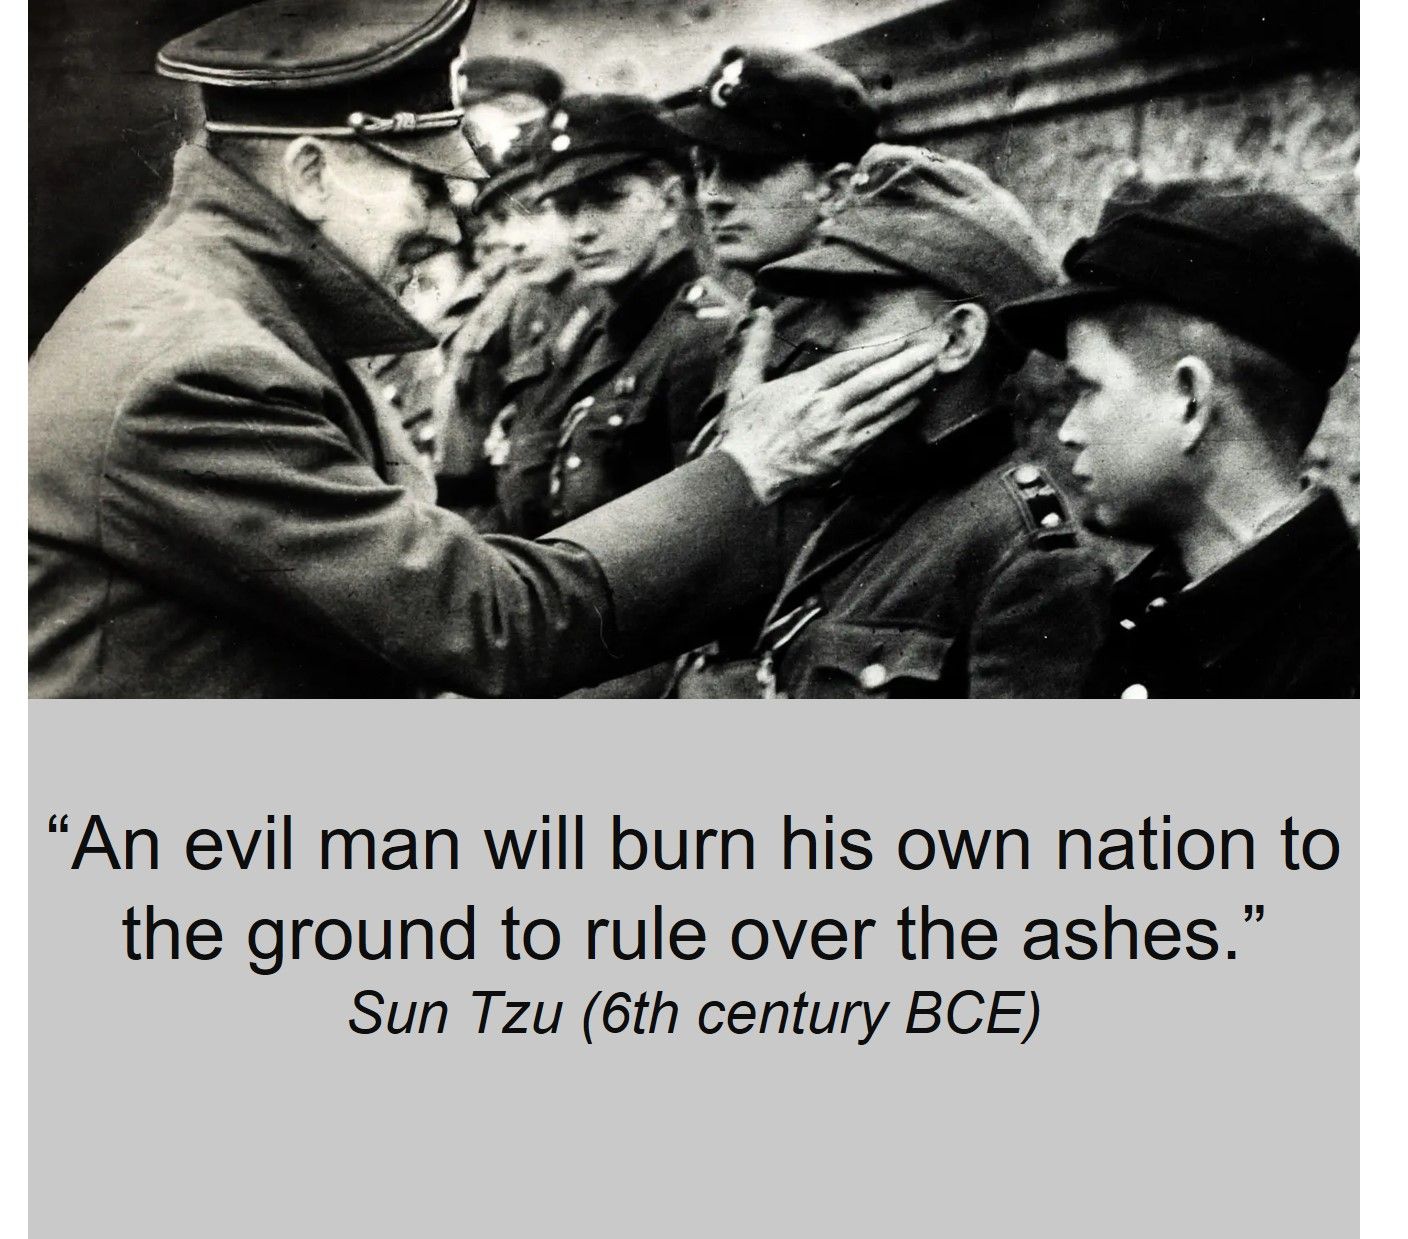 “An evil man will burn his own nation to
the ground to rule over the ashes.”
Sun Tzu (6th century BCE)